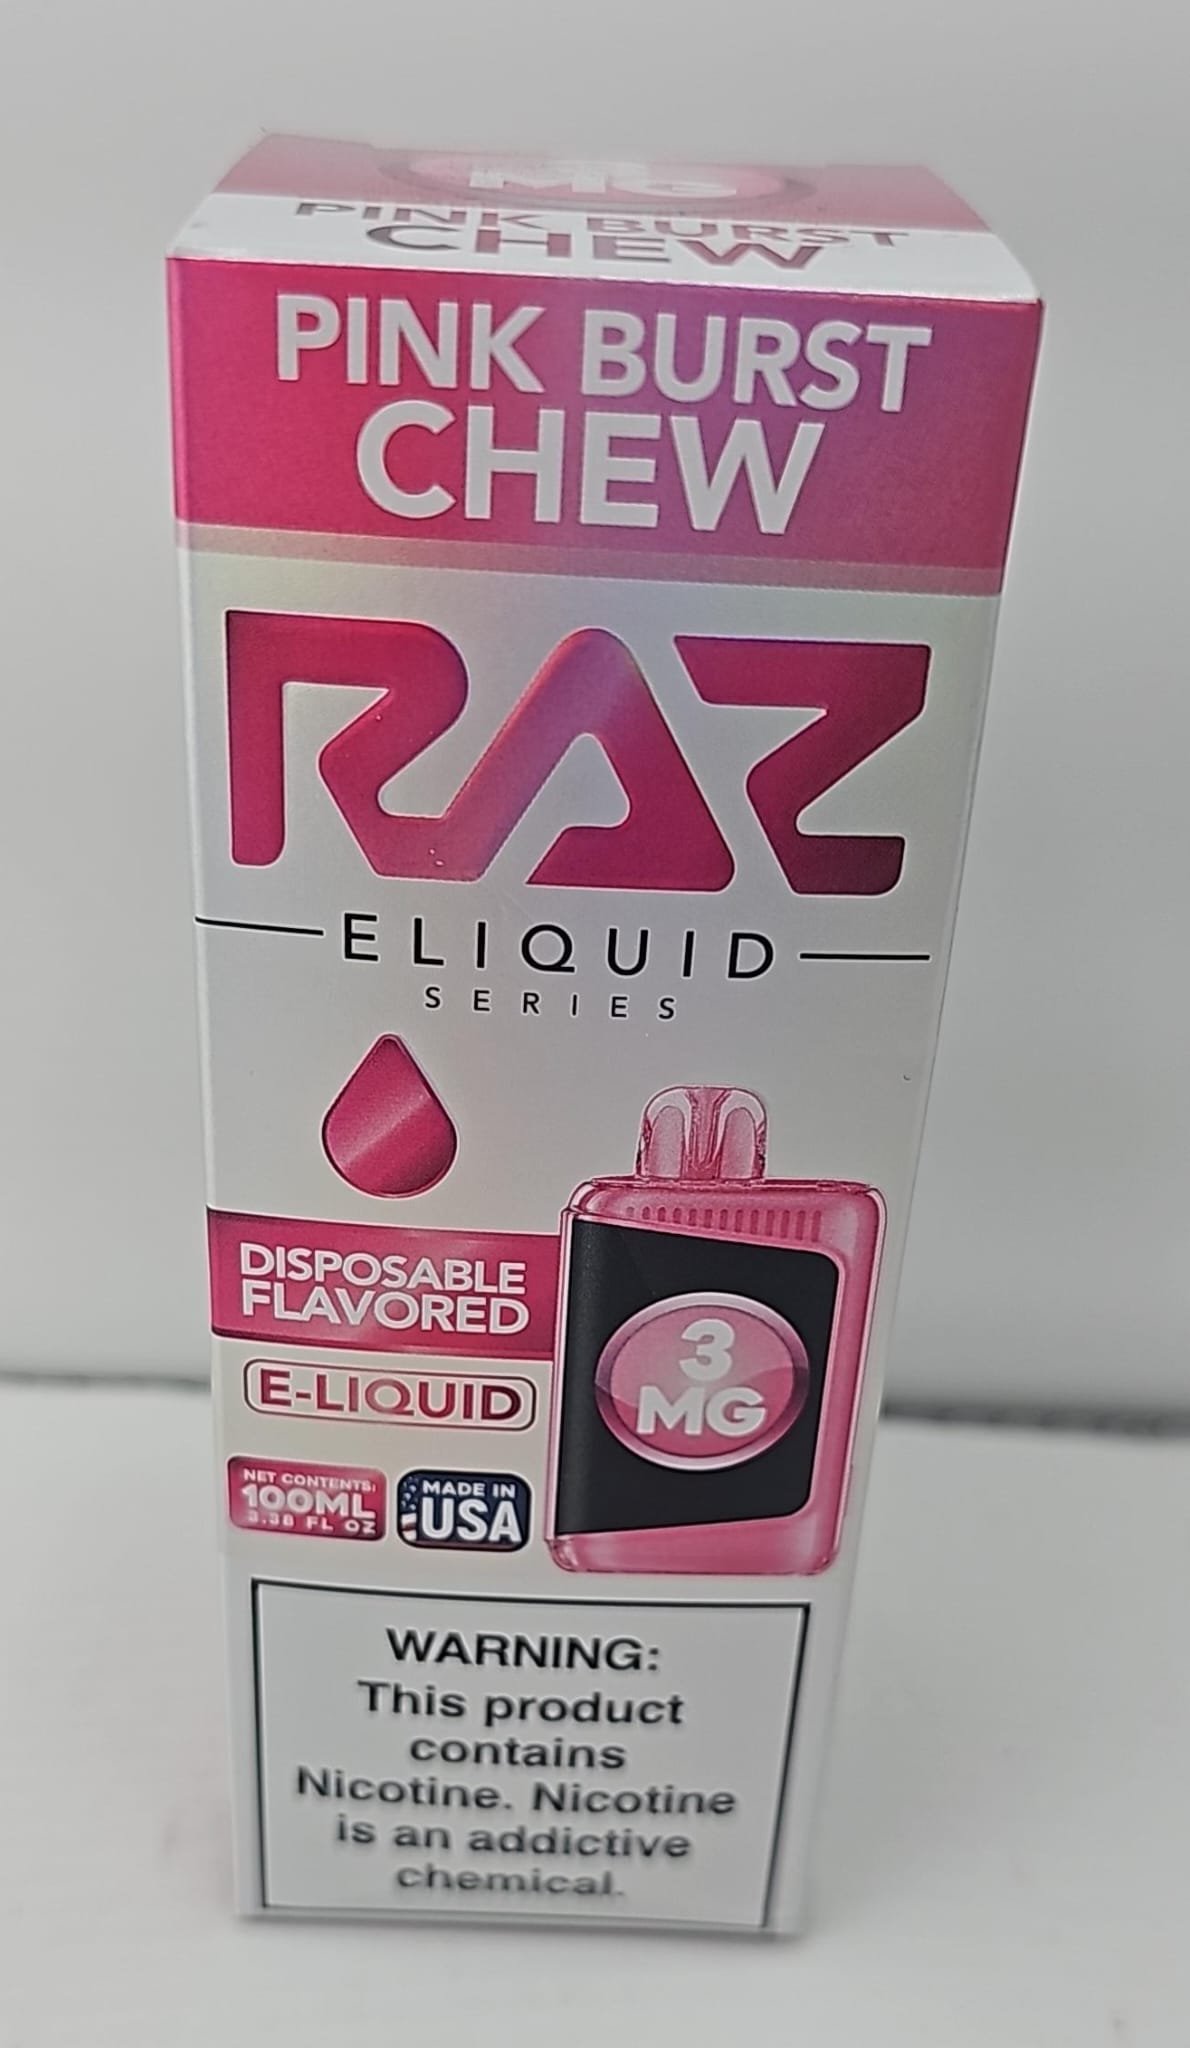 MG
PINK BURST
CHEW
PINK BURST
CHEW
RAZ
ELIQUID
SERIES
DISPOSABLE
FLAVORED
E-LIQUID
3
MG
NET CONTENTS:
100ML
3.38 FL OZ
MADE IN
USA
WARNING:
This product
contains
Nicotine. Nicotine
is an addictive
chemical.